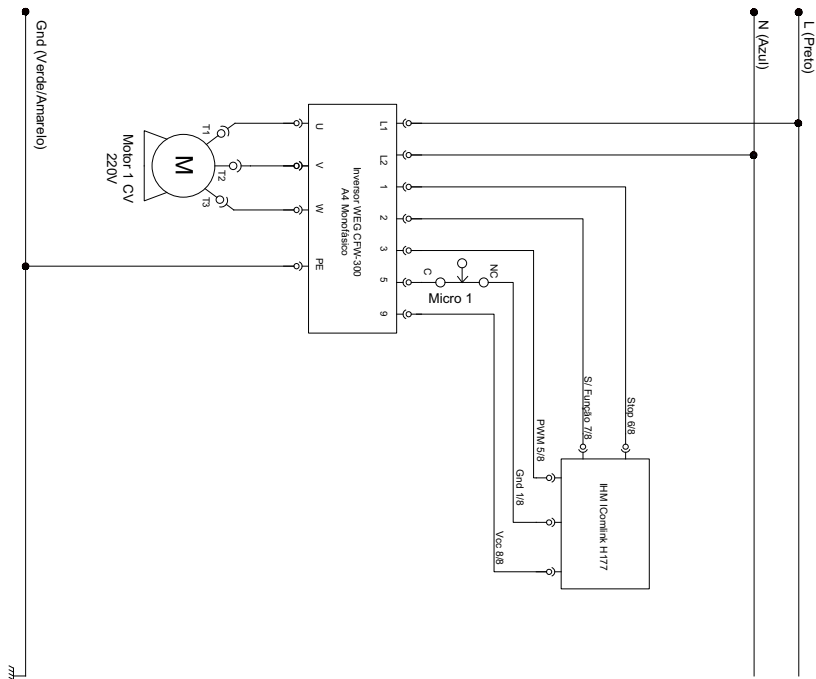 Gnd (Verde/Amarelo)
N (Azul)
L (Preto)
Motor 1 CV
220V
M
T1
T2
T3
U
V
W
PE
Inversor WEG CFW-300
A4 Monofásico
L1
L2
1
2
3
5
9
C
NC
Micro 1
Stop 6/8
S/ Função 7/8
PWM 5/8
Gnd 1/8
Vcc 8/8
IHM IComlink H177